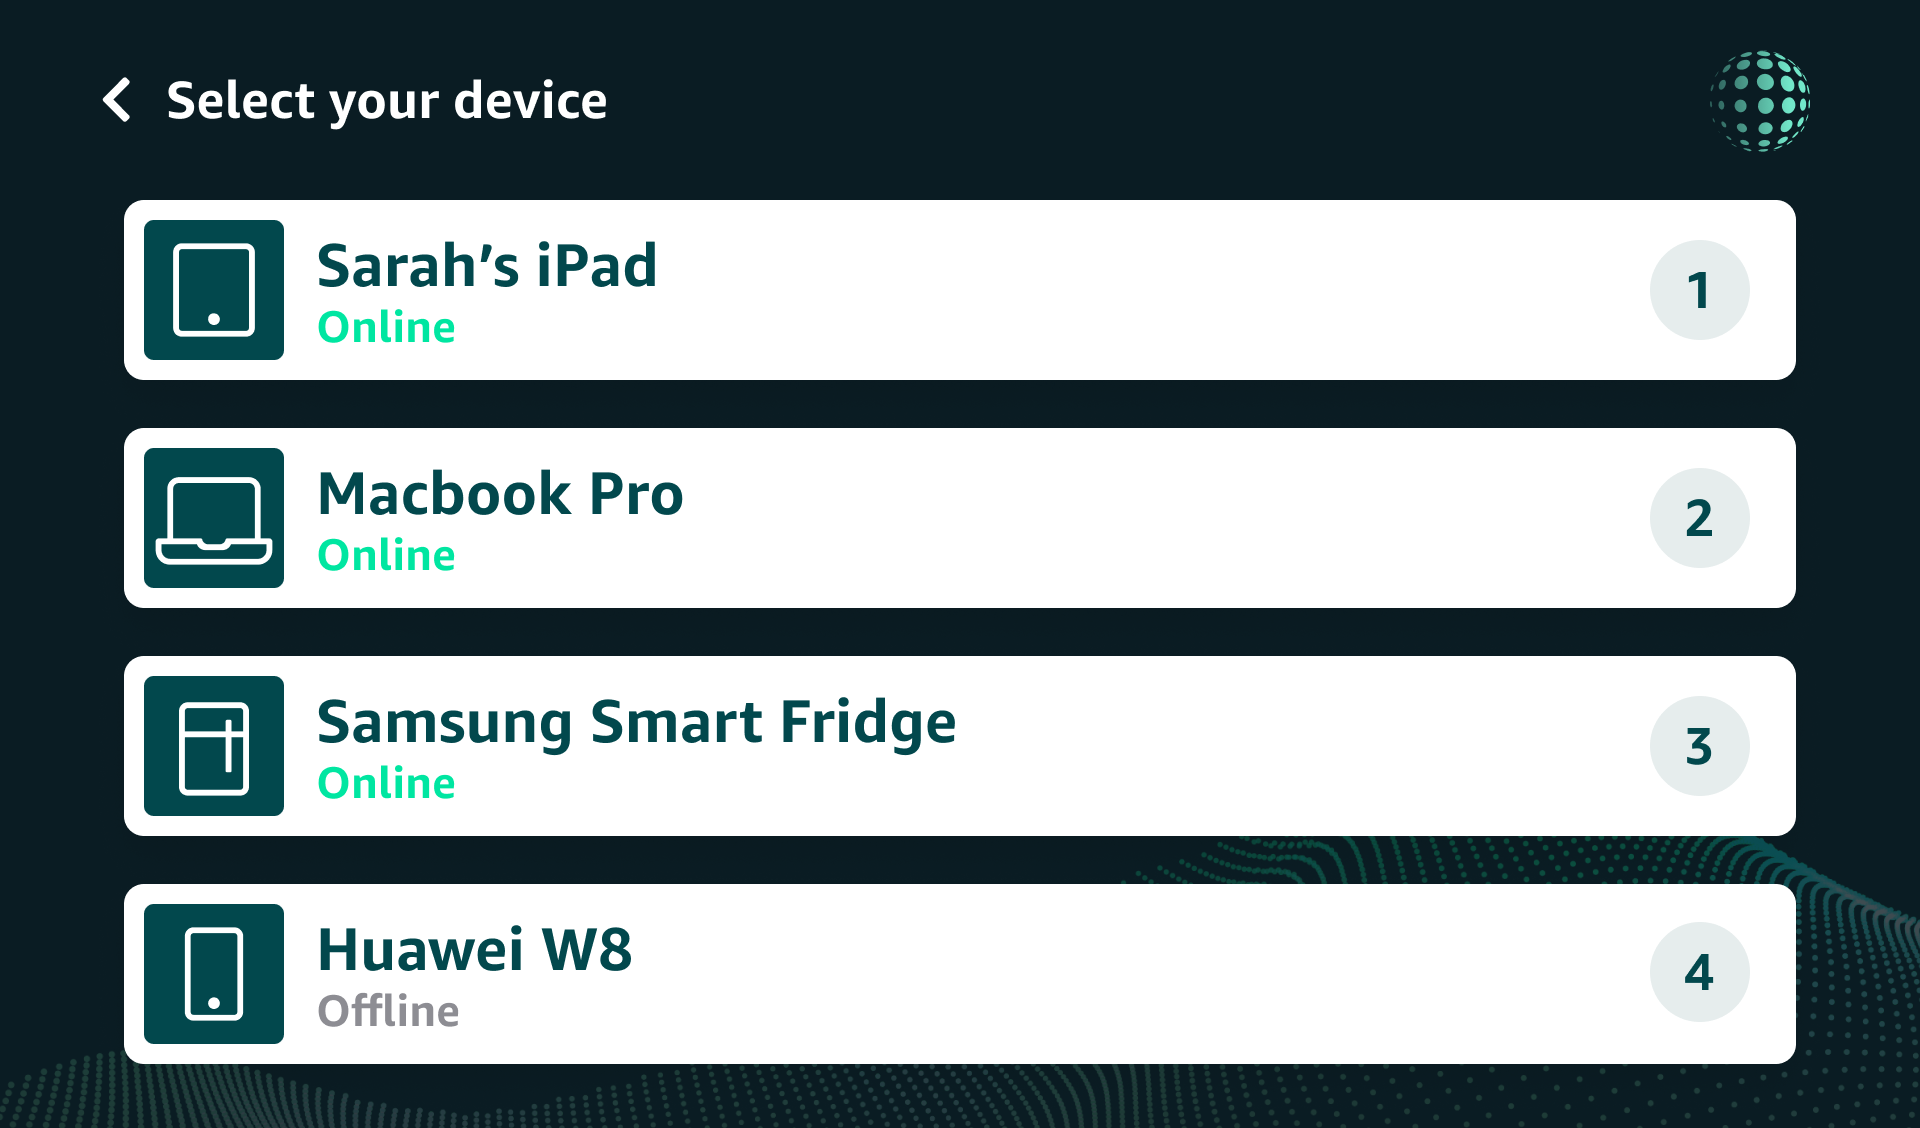 Select your device
Sarah’s iPad
Online
1
Macbook Pro
Online
2
Samsung Smart Fridge
Online
3
Huawei W8
Offline
4